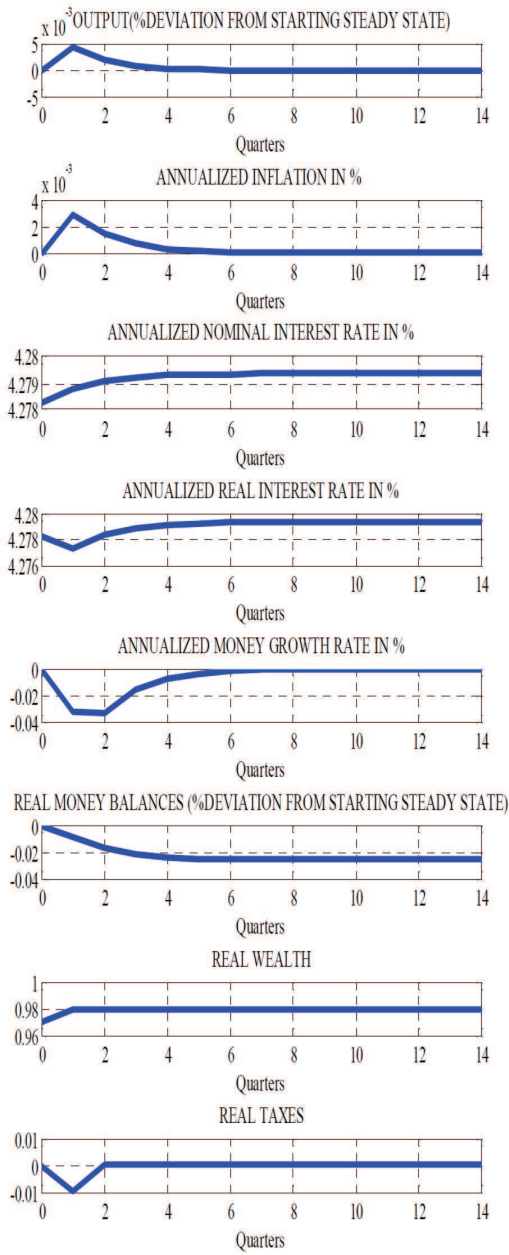 x 10⁻³ OUTPUT(%DEVIATION FROM STARTING STEADY STATE)
5
0
-5
0 2 4 6 8 10 12 14
Quarters
ANNUALIZED INFLATION IN %
x 10⁻³
4
2
0
0 2 4 6 8 10 12 14
Quarters
ANNUALIZED NOMINAL INTEREST RATE IN %
4.28
4.279
4.278
0 2 4 6 8 10 12 14
Quarters
ANNUALIZED REAL INTEREST RATE IN %
4.28
4.278
4.276
0 2 4 6 8 10 12 14
Quarters
ANNUALIZED MONEY GROWTH RATE IN %
0
-0.02
-0.04
0 2 4 6 8 10 12 14
Quarters
REAL MONEY BALANCES (%DEVIATION FROM STARTING STEADY STATE)
0
-0.02
-0.04
0 2 4 6 8 10 12 14
Quarters
REAL WEALTH
1
0.98
0.96
0 2 4 6 8 10 12 14
Quarters
REAL TAXES
0.01
0
-0.01
0 2 4 6 8 10 12 14
Quarters